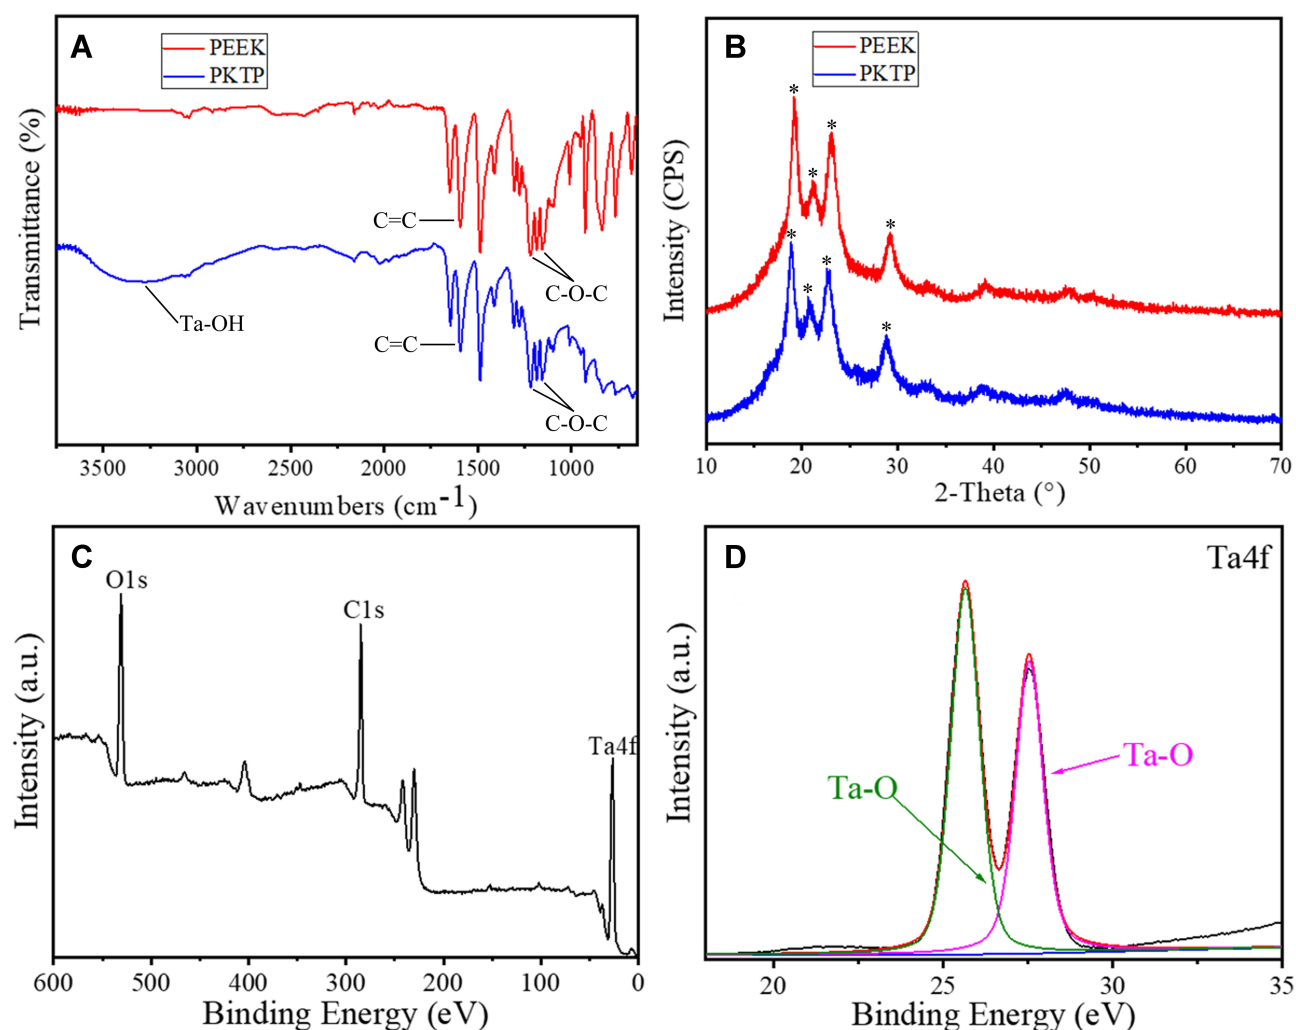 A
PEEK
PKTP
Transmittance (%)
C=C
C-O-C
Ta-OH
C=C
C-O-C
3500 3000 2500 2000 1500 1000
Wavenumbers (cm-1)
B
PEEK
PKTP
Intensity (CPS)
* * * *
* * * *
10 20 30 40 50 60 70
2-Theta (°)
C
O1s
C1s
Ta4f
Intensity (a.u.)
600 500 400 300 200 100 0
Binding Energy (eV)
D
Ta4f
Ta-O
Ta-O
Intensity (a.u.)
20 25 30 35
Binding Energy (eV)